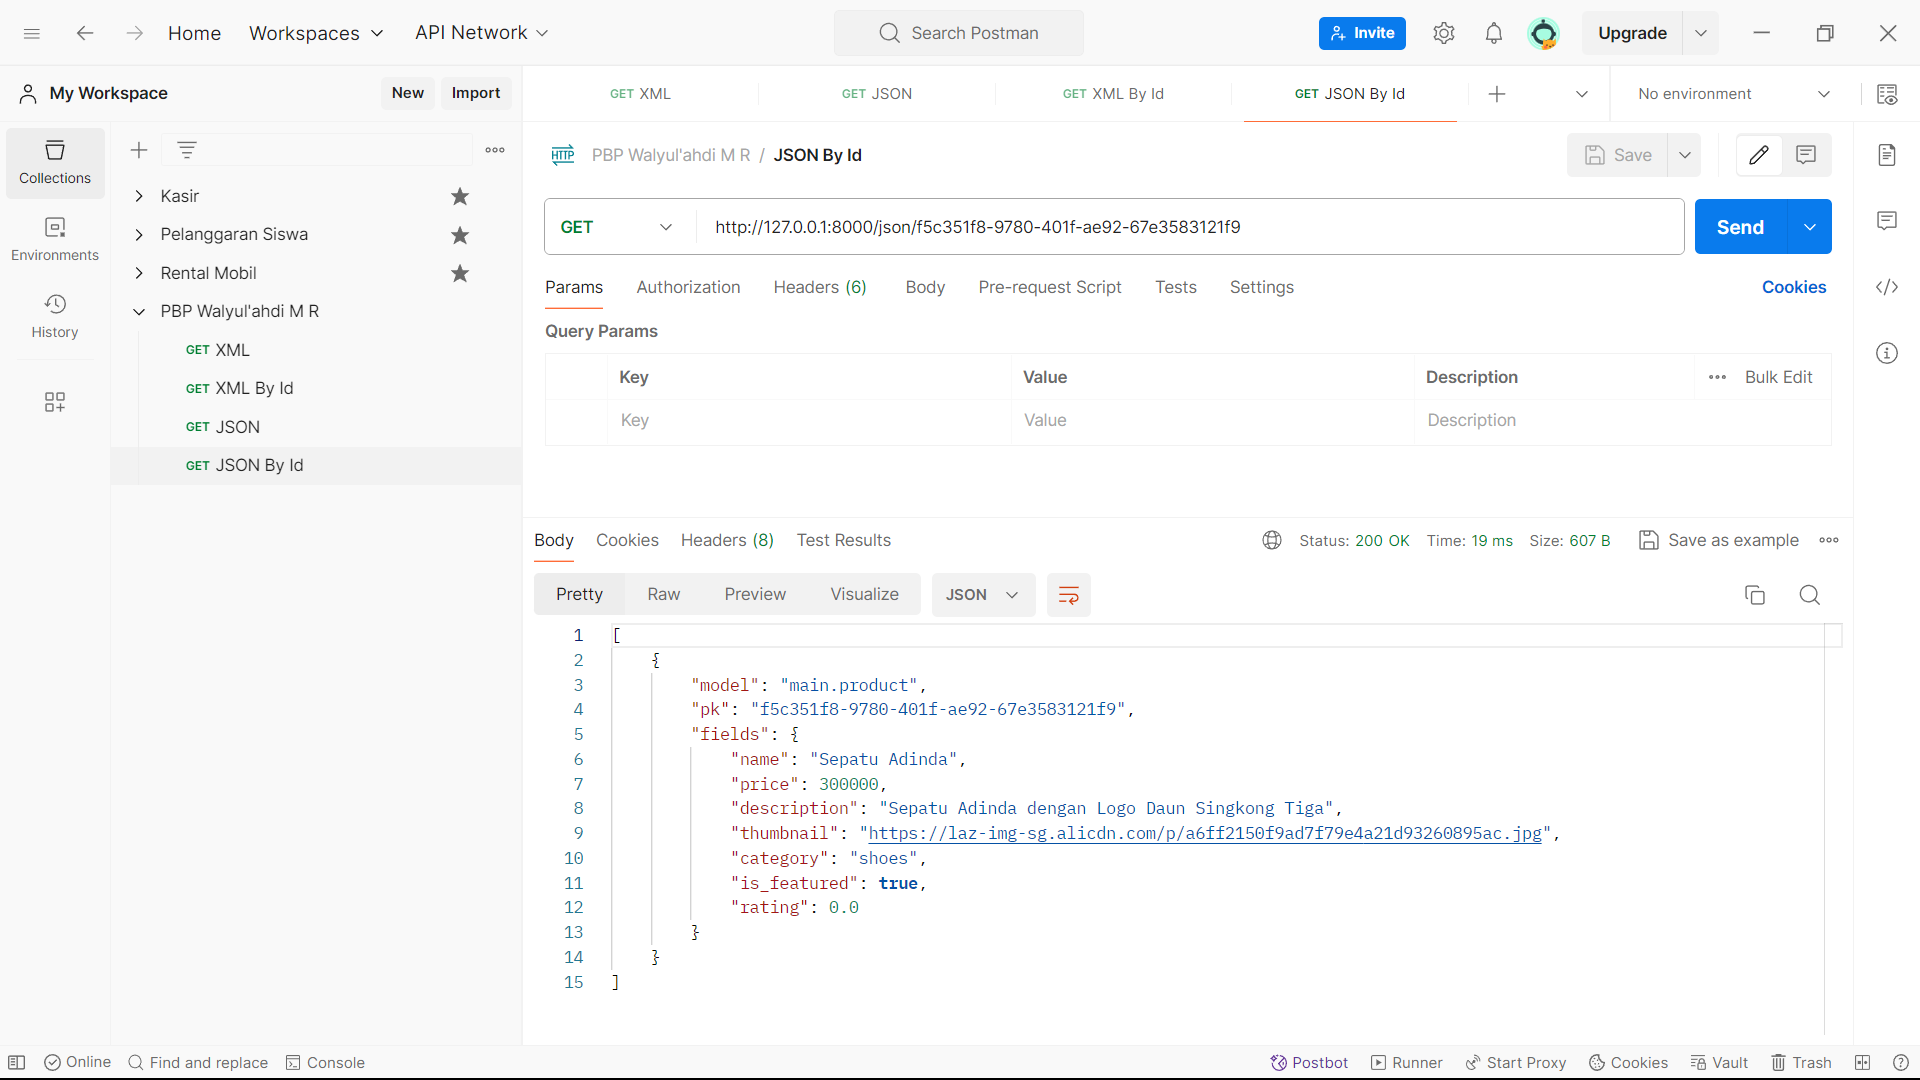 Home Workspaces API Network Search Postman Invite Upgrade
My Workspace New Import GET XML GET JSON GET XML By Id GET JSON By Id No environment
Collections
Environments
History
Kasir
Pelanggaran Siswa
Rental Mobil
PBP Walyul'ahdi M R
GET XML
GET XML By Id
GET JSON
GET JSON By Id
HTTP PBP Walyul'ahdi M R / JSON By Id Save
GET http://127.0.0.1:8000/json/f5c351f8-9780-401f-ae92-67e3583121f9 Send
Params Authorization Headers (6) Body Pre-request Script Tests Settings Cookies
Query Params
Key Value Description Bulk Edit
Key Value Description
Body Cookies Headers (8) Test Results Status: 200 OK Time: 19 ms Size: 607 B Save as example
Pretty Raw Preview Visualize JSON
1 [
2 {
3 "model": "main.product",
4 "pk": "f5c351f8-9780-401f-ae92-67e3583121f9",
5 "fields": {
6 "name": "Sepatu Adinda",
7 "price": 300000,
8 "description": "Sepatu Adinda dengan Logo Daun Singkong Tiga",
9 "thumbnail": "https://laz-img-sg.alicdn.com/p/a6ff2150f9ad7f79e4a21d93260895ac.jpg",
10 "category": "shoes",
11 "is_featured": true,
12 "rating": 0.0
13 }
14 }
15 ]
Online Find and replace Console Postbot Runner Start Proxy Cookies Vault Trash